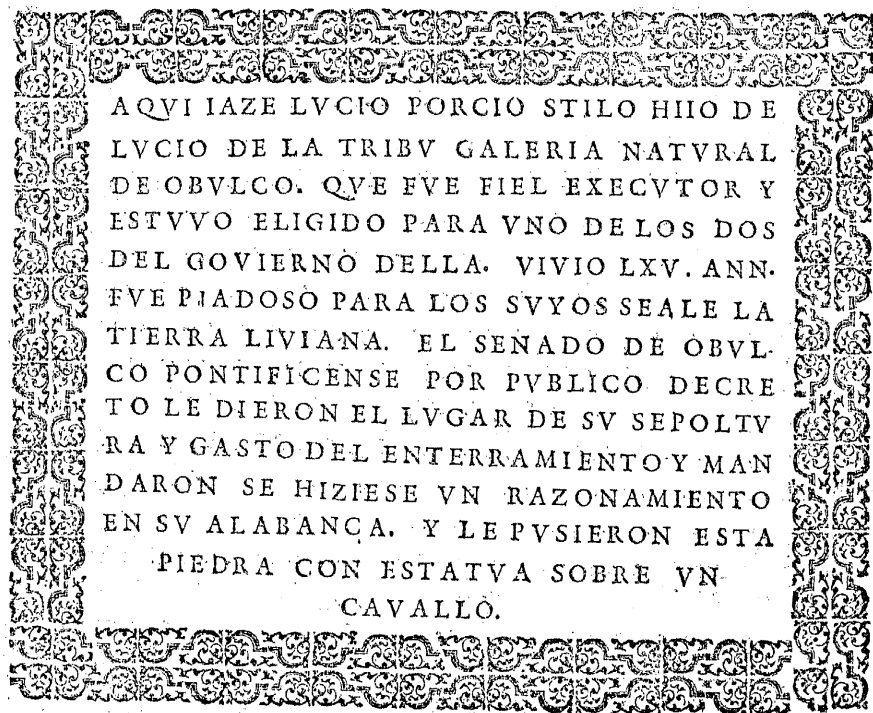 AQVI IAZE LVCIO PORCIO STILO HIIO DE
LVCIO DE LA TRIBV GALERIA NATVRAL
DE OBVLCO. QVE FVE FIEL EXECVTOR Y
ESTVVO ELIGIDO PARA VNO DE LOS DOS
DEL GOVIERNO DELLA. VIVIO LXV. ANN.
FVE PIADOSO PARA LOS SVYOS SEALE LA
TIERRA LIVIANA. EL SENADO DE OBVL-
CO PONTIFICENSE POR PVBLICO DECRE
TO LE DIERON EL LVGAR DE SV SEPOLTV
RA Y GASTO DEL ENTERRAMIENTO Y MAN
DARON SE HIZIESE VN RAZONAMIENTO
EN SV ALABANÇA. Y LE PVSIERON ESTA
PIEDRA CON ESTATVA SOBRE VN
CAVALLO.